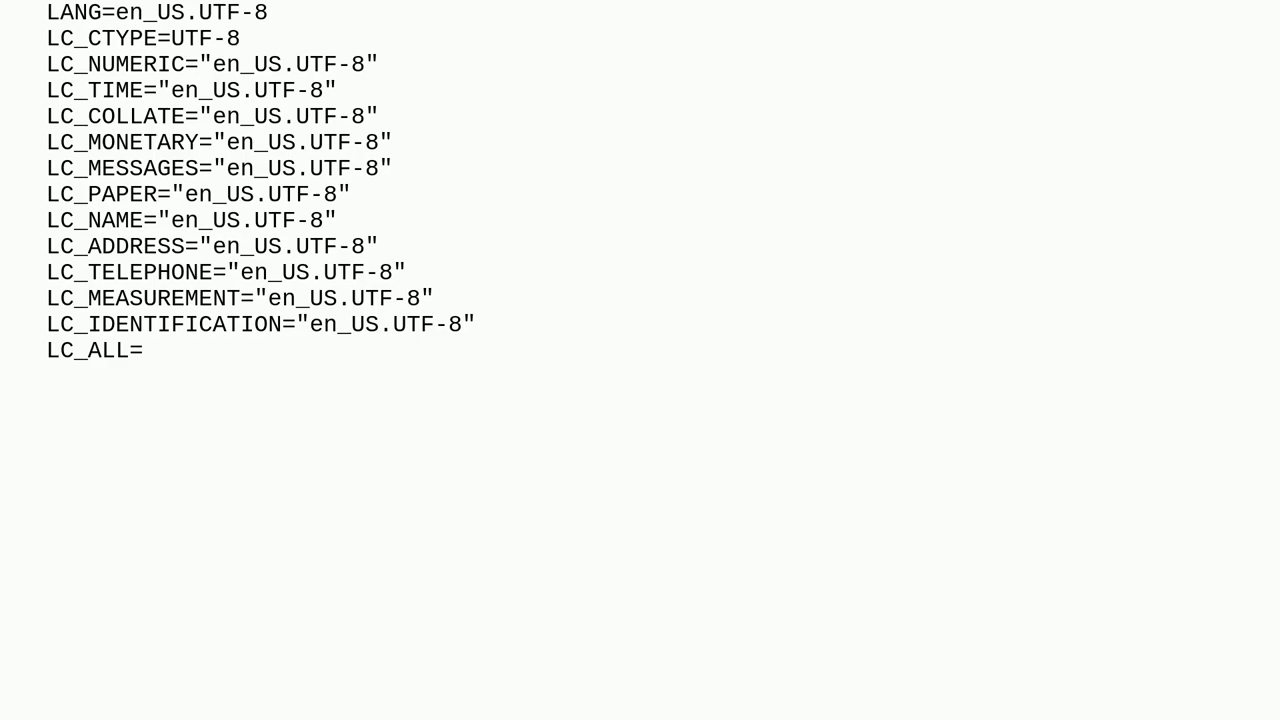 LANG=en_US.UTF-8
LC_CTYPE=UTF-8
LC_NUMERIC="en_US.UTF-8"
LC_TIME="en_US.UTF-8"
LC_COLLATE="en_US.UTF-8"
LC_MONETARY="en_US.UTF-8"
LC_MESSAGES="en_US.UTF-8"
LC_PAPER="en_US.UTF-8"
LC_NAME="en_US.UTF-8"
LC_ADDRESS="en_US.UTF-8"
LC_TELEPHONE="en_US.UTF-8"
LC_MEASUREMENT="en_US.UTF-8"
LC_IDENTIFICATION="en_US.UTF-8"
LC_ALL=